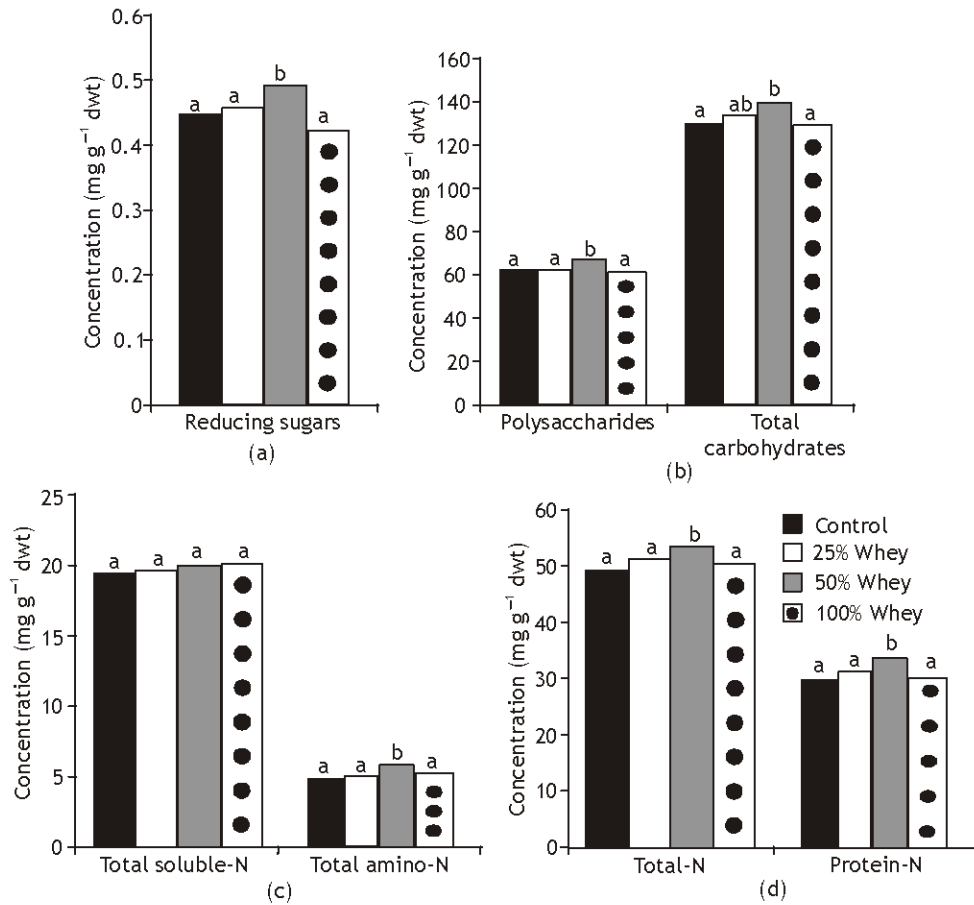 0.6
0.5
0.6
0.4
0.3
0.2
0.1
0
Concentration (mg g⁻¹ dwt)
a a b a
Reducing sugars
(a)
160
140
120
160
80
60
40
20
0
Concentration (mg g⁻¹ dwt)
a a b a
a ab b a
Polysaccharides
Total
carbohydrates
(b)
25
20
15
10
5
0
Concentration (mg g⁻¹ dwt)
a a a a
a a b a
Total soluble-N
Total amino-N
(c)
60
50
40
30
20
10
0
Concentration (mg g⁻¹ dwt)
a a b a
a a b a
Control
25% Whey
50% Whey
100% Whey
Total-N
Protein-N
(d)